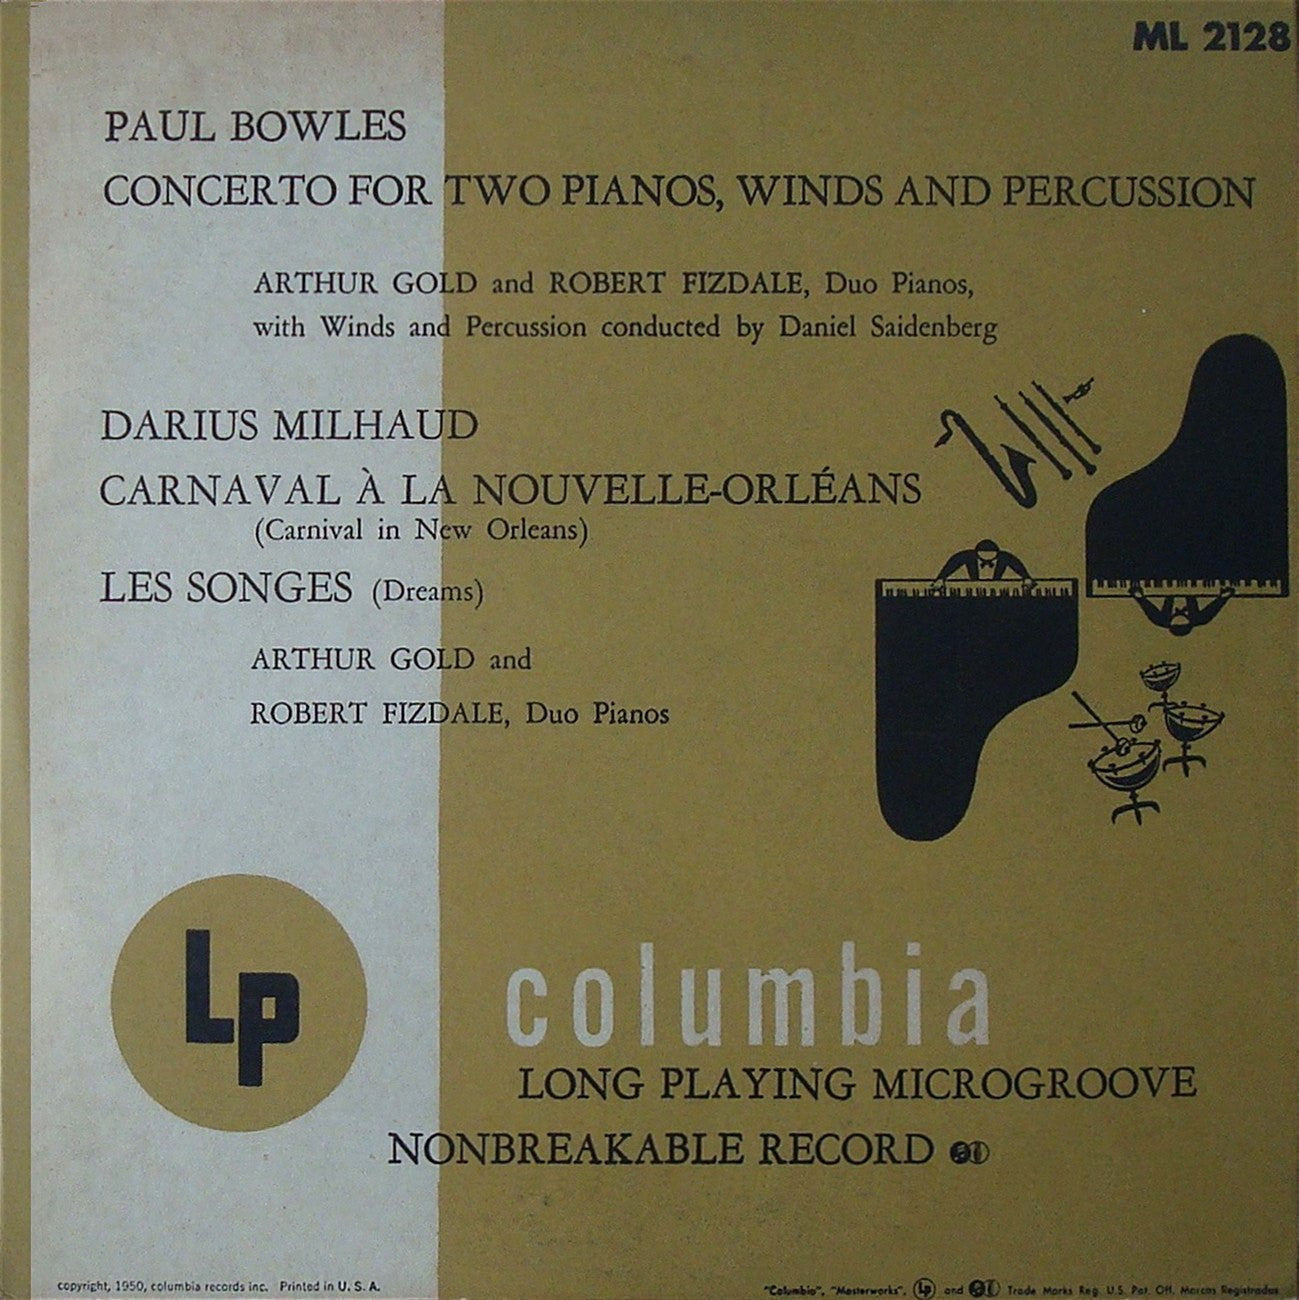 ML 2128
PAUL BOWLES
CONCERTO FOR TWO PIANOS, WINDS AND PERCUSSION
ARTHUR GOLD and ROBERT FIZDALE, Duo Pianos,
with Winds and Percussion conducted by Daniel Saidenberg
DARIUS MILHAUD
CARNAVAL À LA NOUVELLE-ORLÉANS
(Carnival in New Orleans)
LES SONGES (Dreams)
ARTHUR GOLD and
ROBERT FIZDALE, Duo Pianos
LP
columbia
LONG PLAYING MICROGROOVE
NONBREAKABLE RECORD
copyright, 1950, columbia records inc. Printed in U. S. A.
"Columbia", "Masterworks", LP and Trade Marks Reg. U.S. Pat. Off. Marcas Registradas